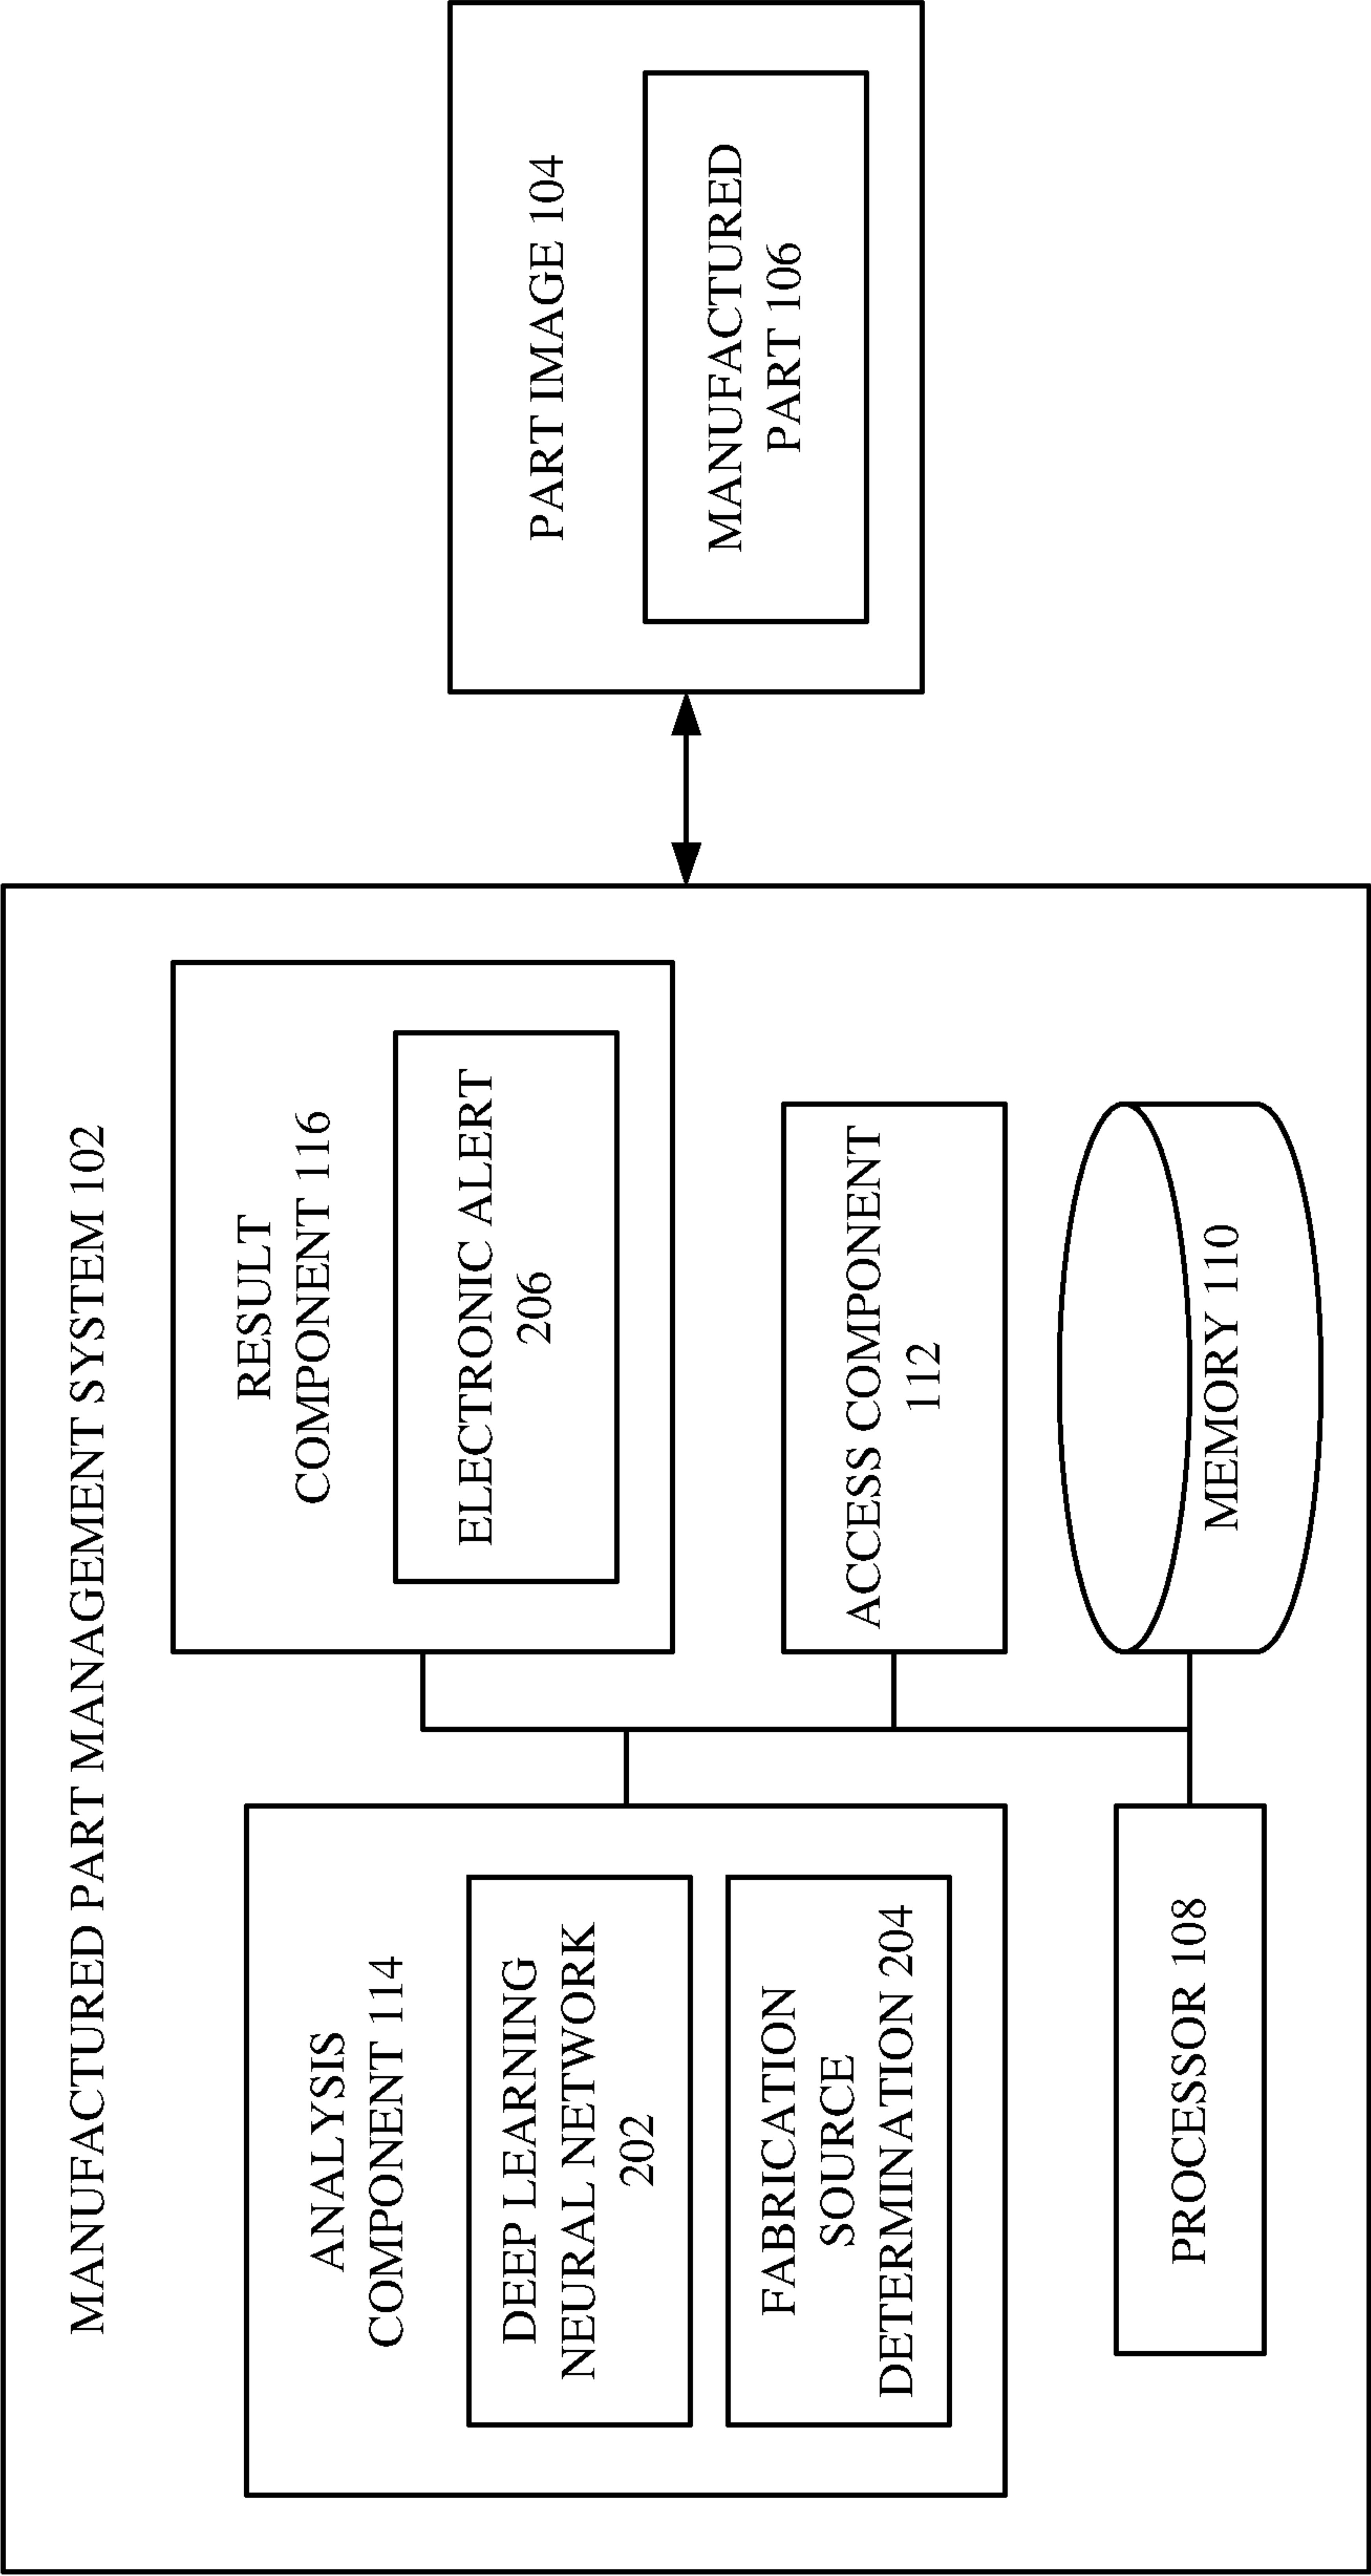 MANUFACTURED PART MANAGEMENT SYSTEM 102
ANALYSIS
COMPONENT 114
DEEP LEARNING
NEURAL NETWORK
202
FABRICATION
SOURCE
DETERMINATION 204
PROCESSOR 108
RESULT
COMPONENT 116
ELECTRONIC ALERT
206
ACCESS COMPONENT
112
MEMORY 110
PART IMAGE 104
MANUFACTURED
PART 106